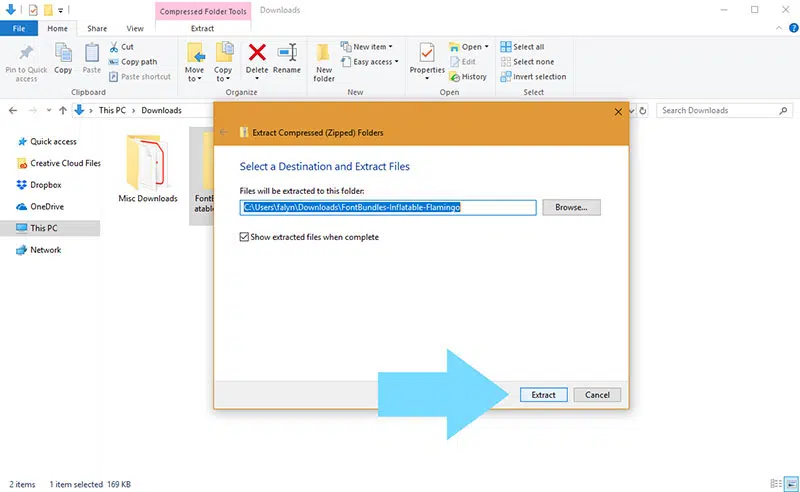 Compressed Folder Tools
Downloads
File
Home
Share
View
Extract
Pin to Quick
access
Copy
Paste
Cut
Copy path
Paste shortcut
Clipboard
Move
to
Copy
to
Delete
Rename
Organize
New
folder
New item
Easy access
New
Properties
Open
Edit
History
Open
Select all
Select none
Invert selection
Select
This PC > Downloads
Search Downloads
Quick access
Creative Cloud Files
Dropbox
OneDrive
This PC
Network
Misc Downloads
FontB
atable
Extract Compressed (Zipped) Folders
Select a Destination and Extract Files
Files will be extracted to this folder:
C:\Users\falyn\Downloads\FontBundles-Inflatable-Flamingo
Browse...
Show extracted files when complete
Extract
Cancel
2 items
1 item selected 169 KB